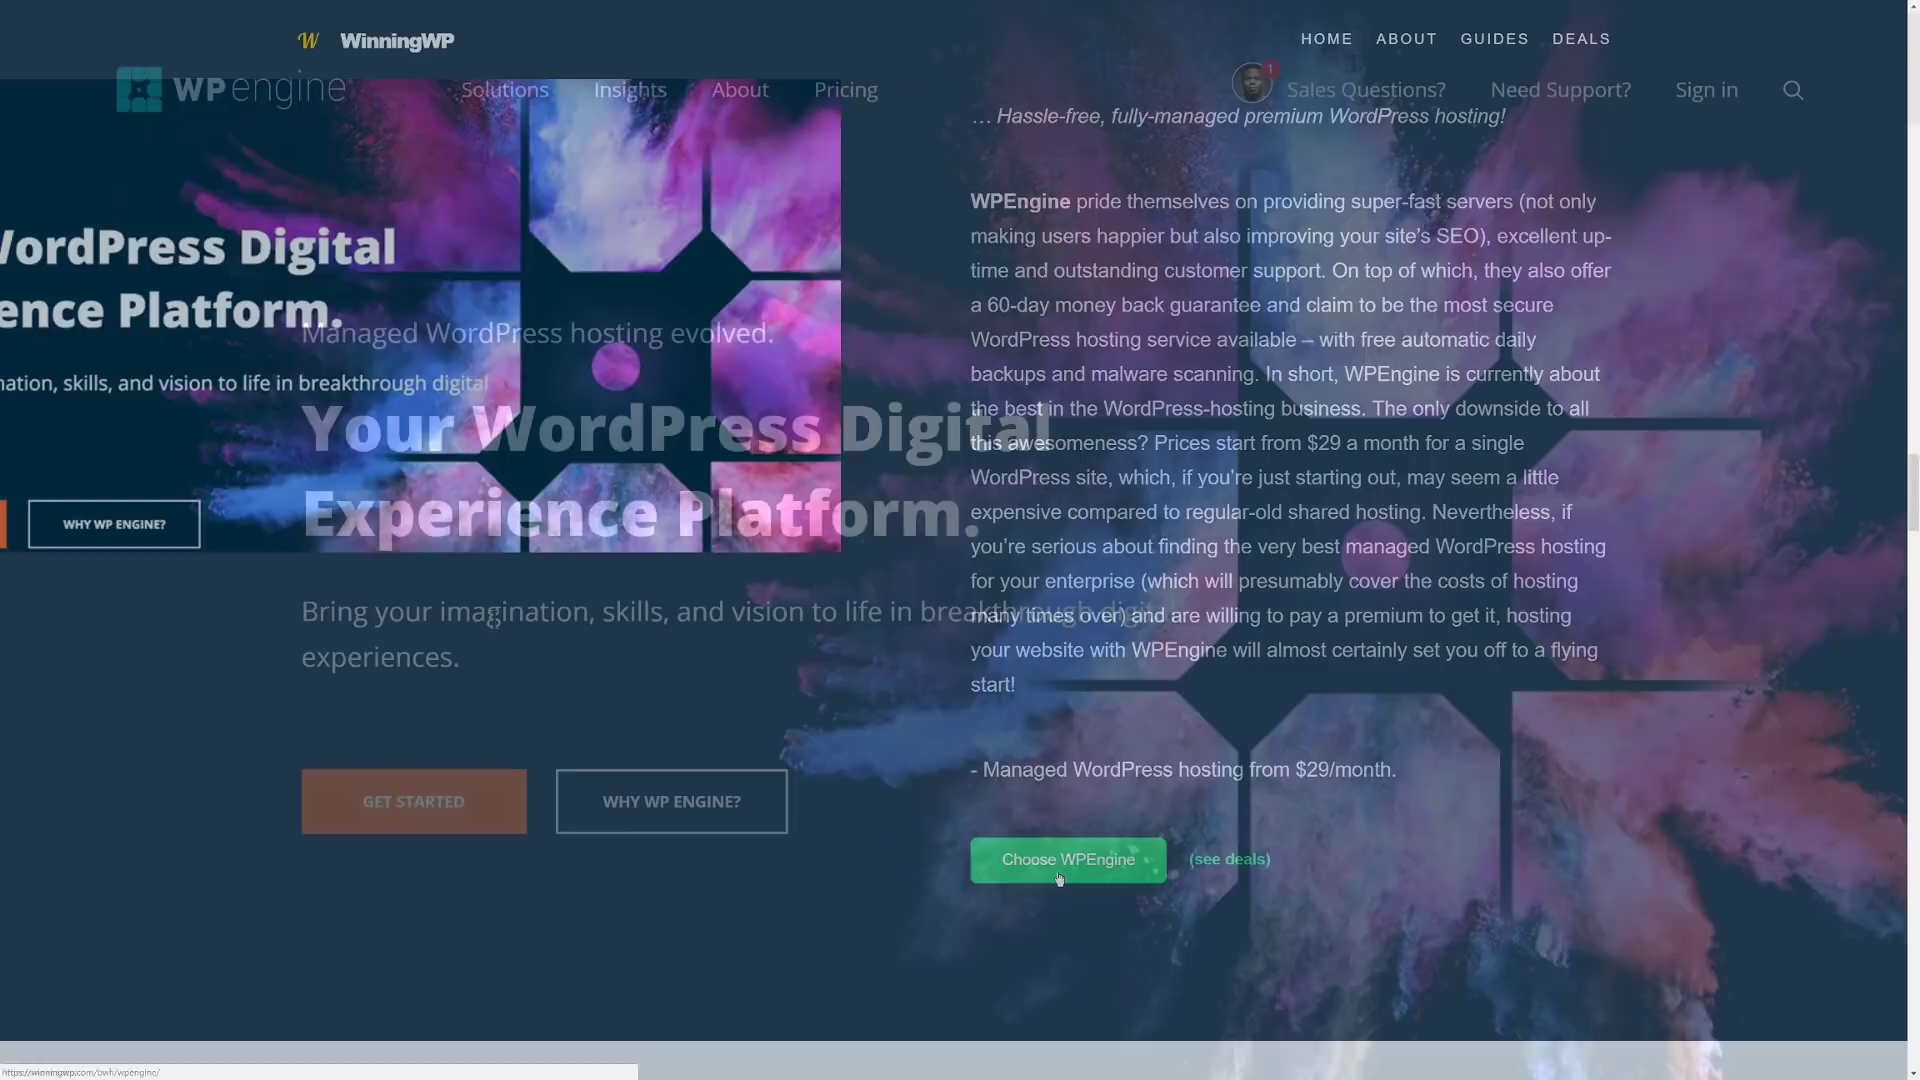 WinningWP
HOME ABOUT GUIDES DEALS
WP engine
Solutions Insights About Pricing
1
Sales Questions? Need Support? Sign in
… Hassle-free, fully-managed premium WordPress hosting!
WordPress Digital
ence Platform.
nation, skills, and vision to life in breakthrough digital
WHY WP ENGINE?
Managed WordPress hosting evolved.
Your WordPress Digital
Experience Platform.
Bring your imagination, skills, and vision to life in breakthrough digital
experiences.
GET STARTED
WHY WP ENGINE?
WPEngine pride themselves on providing super-fast servers (not only
making users happier but also improving your site's SEO), excellent up-
time and outstanding customer support. On top of which, they also offer
a 60-day money back guarantee and claim to be the most secure
WordPress hosting service available – with free automatic daily
backups and malware scanning. In short, WPEngine is currently about
the best in the WordPress-hosting business. The only downside to all
this awesomeness? Prices start from $29 a month for a single
WordPress site, which, if you're just starting out, may seem a little
expensive compared to regular-old shared hosting. Nevertheless, if
you're serious about finding the very best managed WordPress hosting
for your enterprise (which will presumably cover the costs of hosting
many times over) and are willing to pay a premium to get it, hosting
your website with WPEngine will almost certainly set you off to a flying
start!
- Managed WordPress hosting from $29/month.
Choose WPEngine (see deals)
https://winningwp.com/bwh/wpengine/